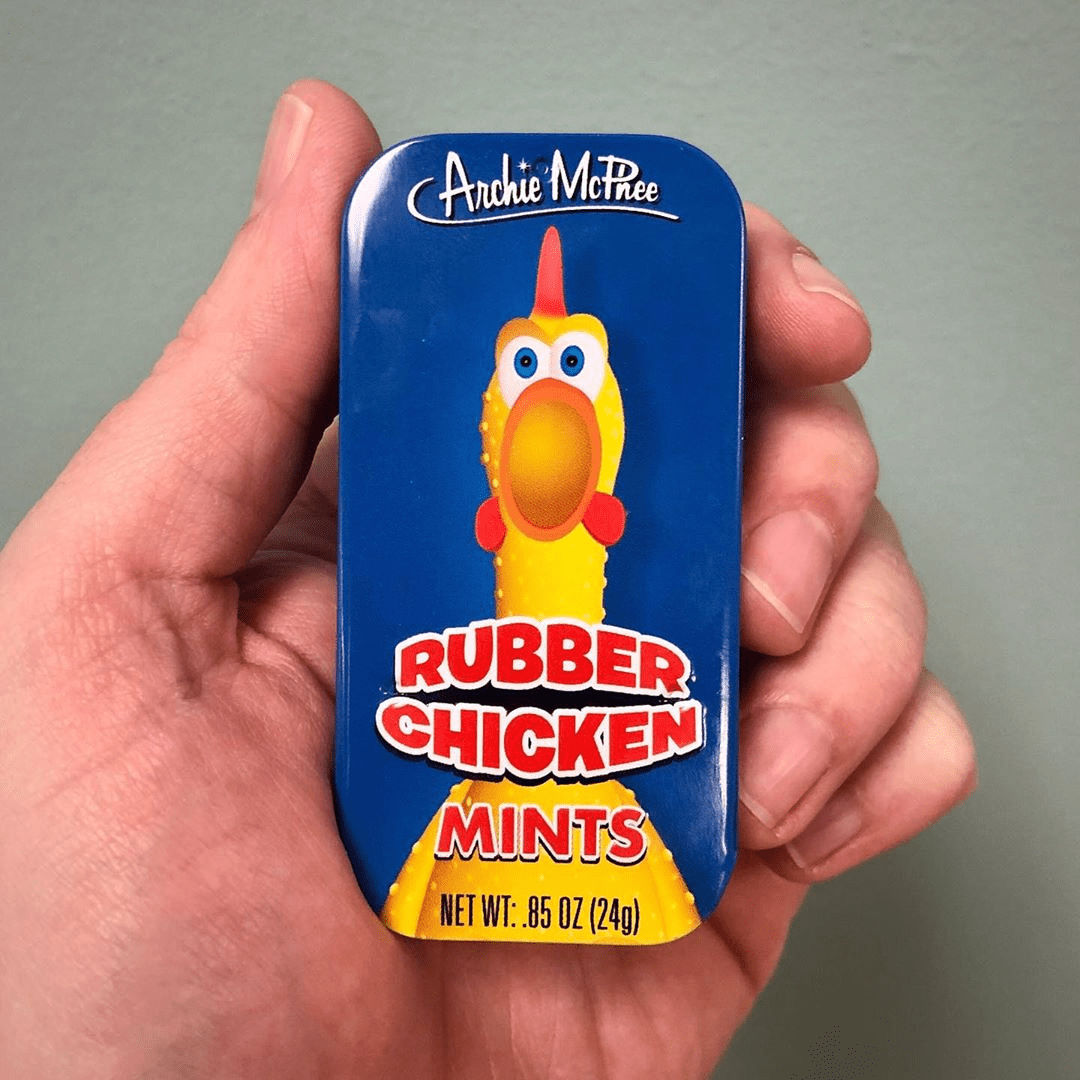 Archie McPhee
RUBBER
CHICKEN
MINTS
NET WT: .85 OZ (24g)